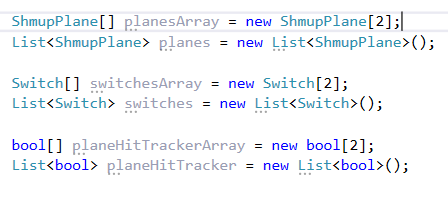 ShmupPlane[] planesArray = new ShmupPlane[2];
List<ShmupPlane> planes = new List<ShmupPlane>();
Switch[] switchesArray = new Switch[2];
List<Switch> switches = new List<Switch>();
bool[] planeHitTrackerArray = new bool[2];
List<bool> planeHitTracker = new List<bool>();